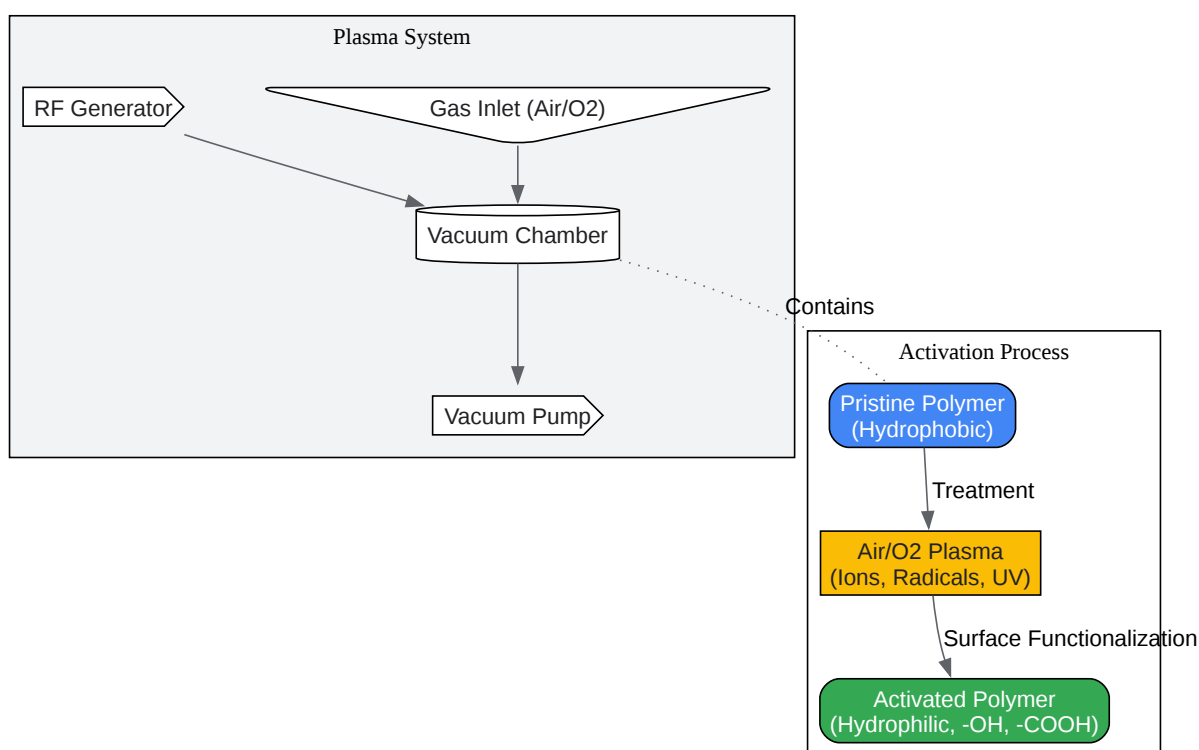 Plasma System
RF Generator
Gas Inlet (Air/O2)
Vacuum Chamber
Contains
Vacuum Pump
Activation Process
Pristine Polymer
(Hydrophobic)
Treatment
Air/O2 Plasma
(Ions, Radicals, UV)
Surface Functionalization
Activated Polymer
(Hydrophilic, -OH, -COOH)